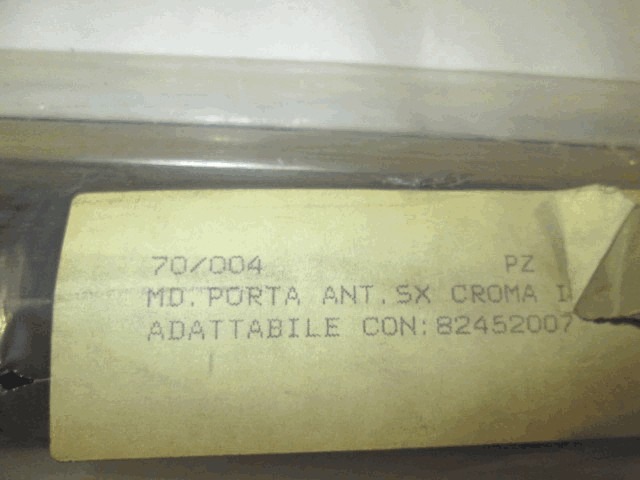 70/004 PZ
MD. PORTA ANT. SX CROMA
ADATTABILE CON: 82452007